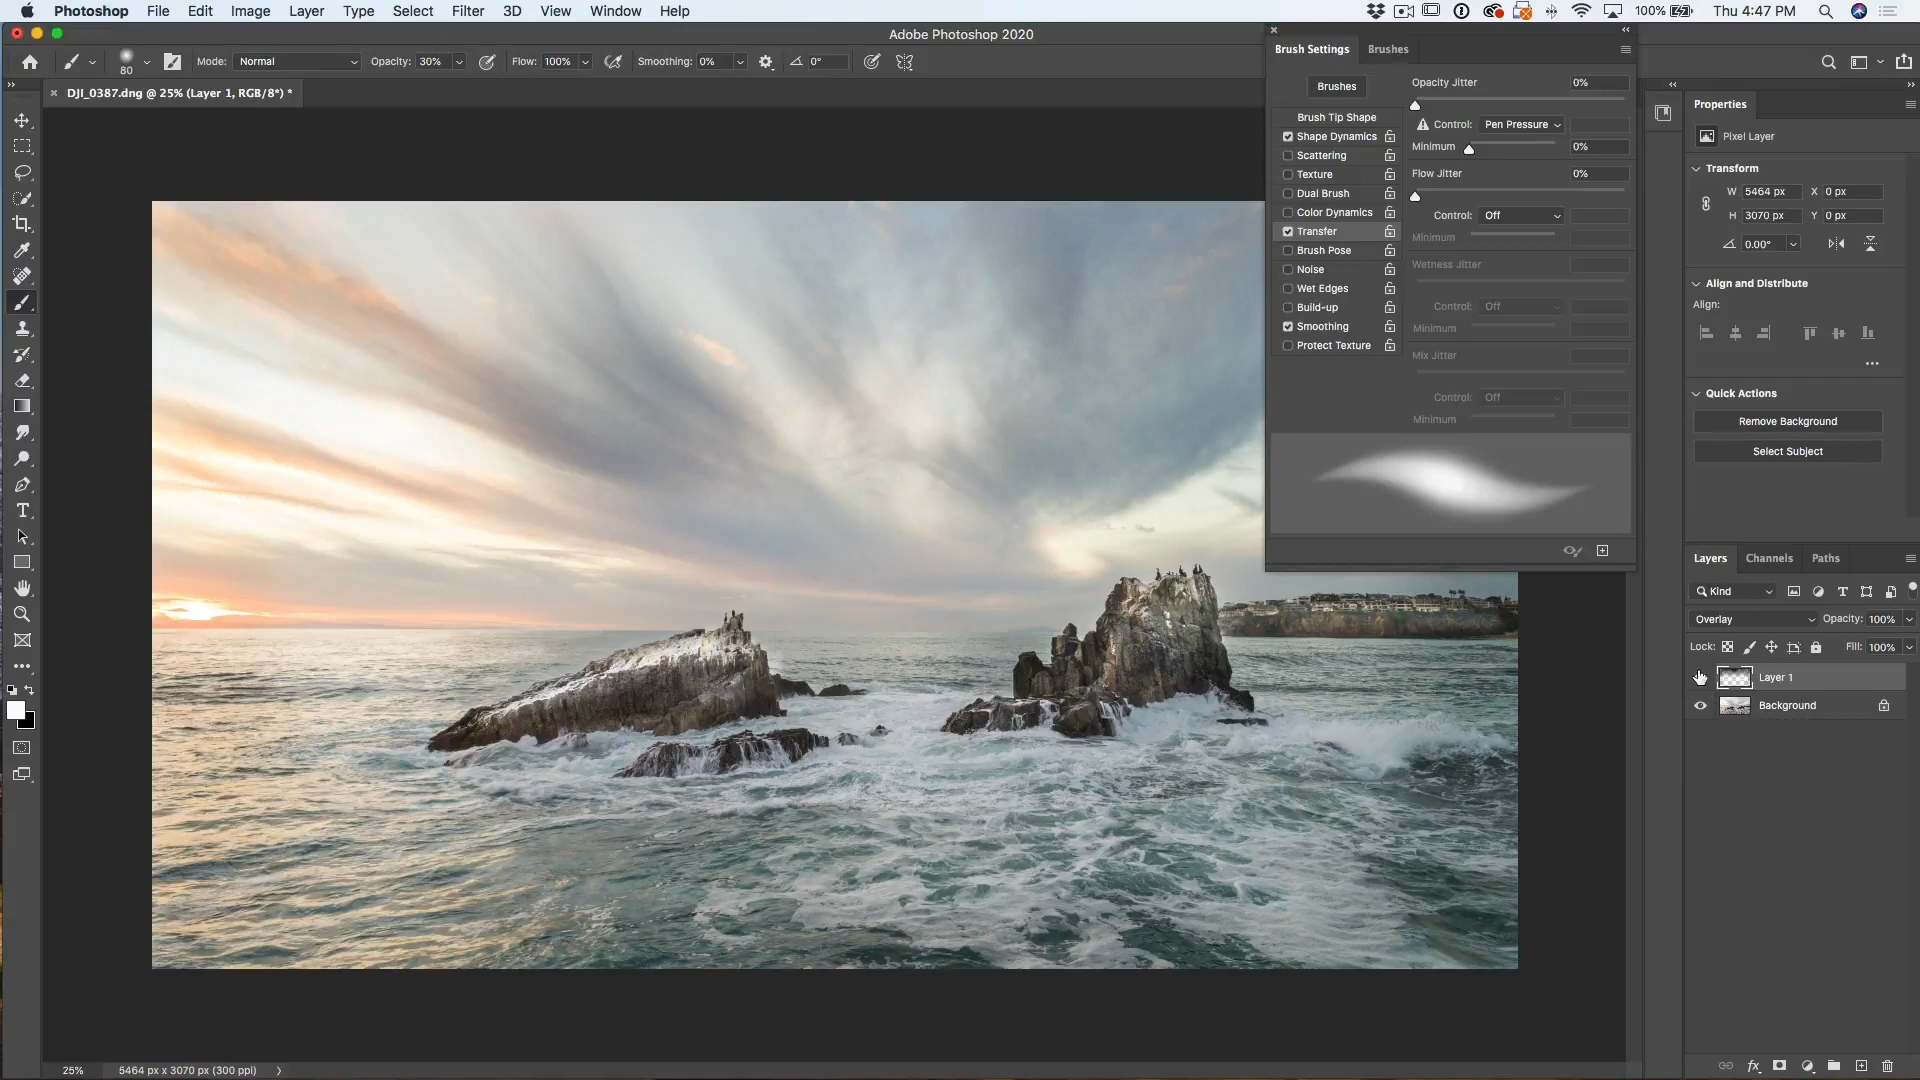 Photoshop File Edit Image Layer Type Select Filter 3D View Window Help 100% Thu 4:47 PM
Adobe Photoshop 2020
80 Mode: Normal Opacity: 30% Flow: 100% Smoothing: 0% 0°
DJI_0387.dng @ 25% (Layer 1, RGB/8*) *
Brush Settings Brushes
Brushes
Brush Tip Shape
Shape Dynamics
Scattering
Texture
Dual Brush
Color Dynamics
Transfer
Brush Pose
Noise
Wet Edges
Build-up
Smoothing
Protect Texture
Opacity Jitter 0%
Control: Pen Pressure
Minimum 0%
Flow Jitter 0%
Control: Off
Minimum
Wetness Jitter
Control: Off
Minimum
Mix Jitter
Control: Off
Minimum
Properties
Pixel Layer
Transform
W 5464 px X 0 px
H 3070 px Y 0 px
0.00°
Align and Distribute
Align:
Quick Actions
Remove Background
Select Subject
Layers Channels Paths
Kind
Overlay Opacity: 100%
Lock: Fill: 100%
Layer 1
Background
25% 5464 px x 3070 px (300 ppi)